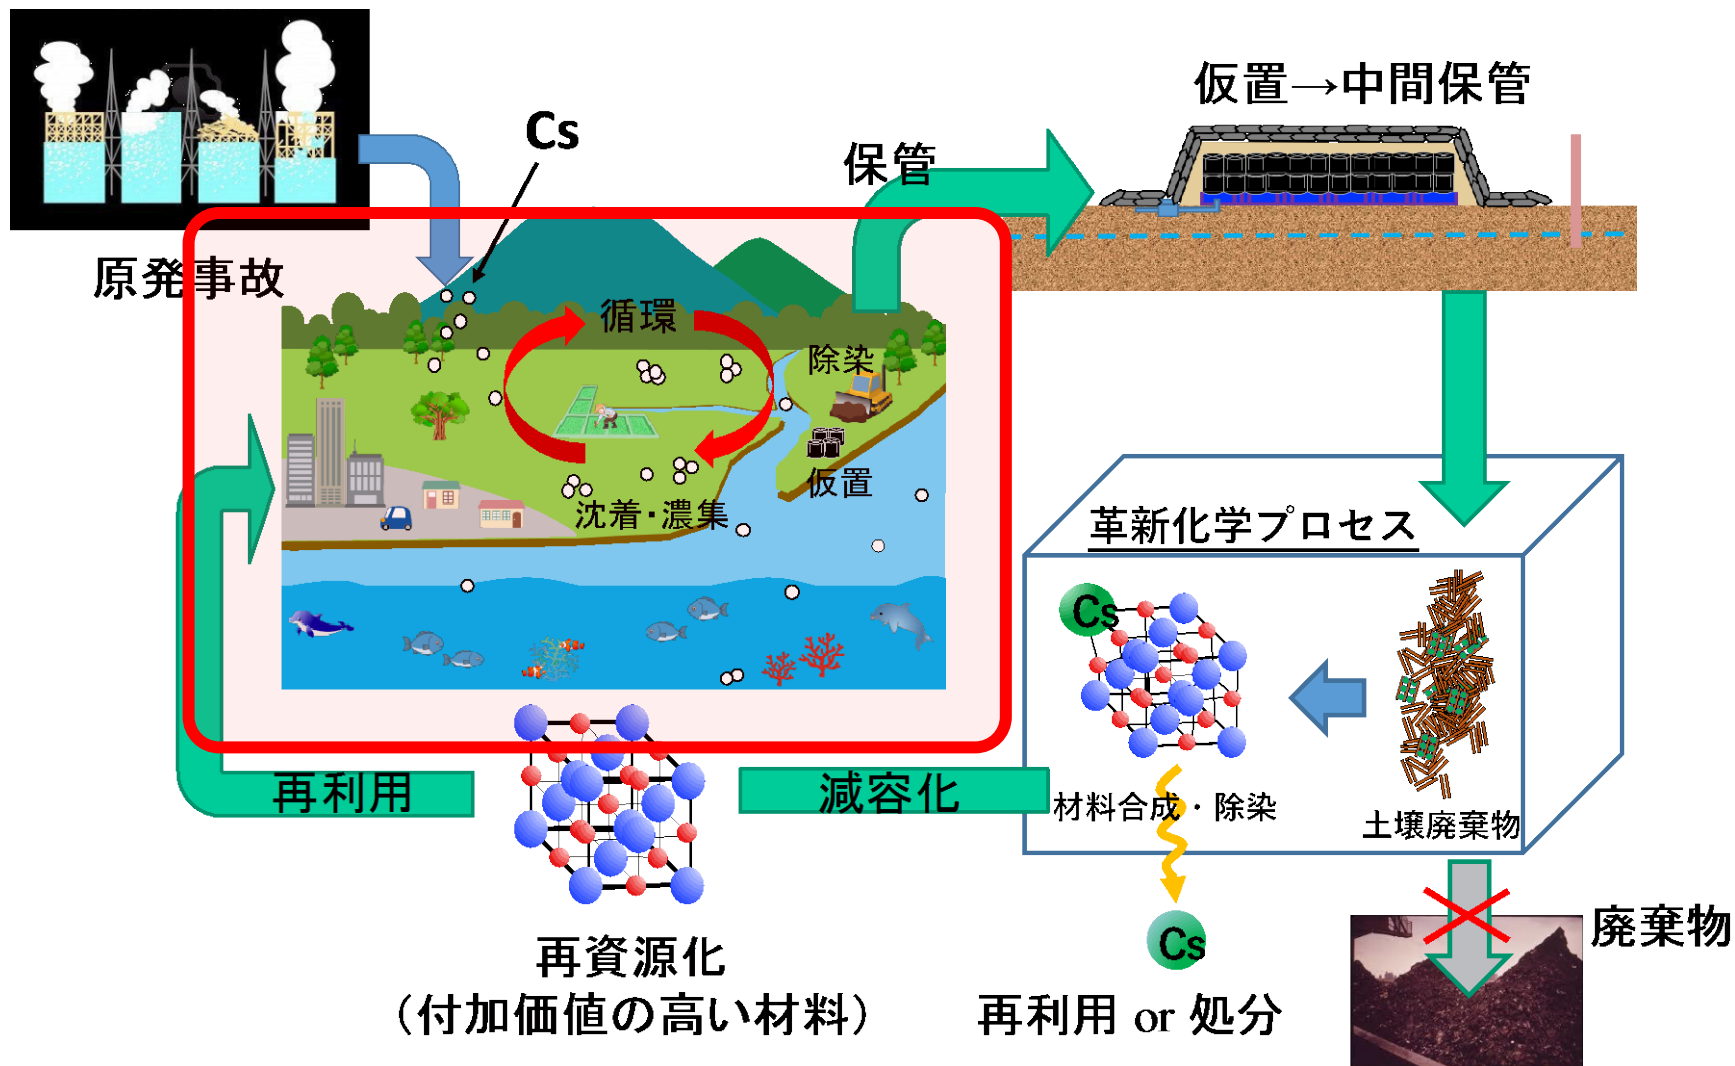 仮置→中間保管
Cs
保管
原発事故
循環
除染
仮置
沈着・濃集
革新化学プロセス
Cs
再利用
減容化
材料合成・除染
土壌廃棄物
廃棄物
Cs
再資源化
（付加価値の高い材料）
再利用 or 処分